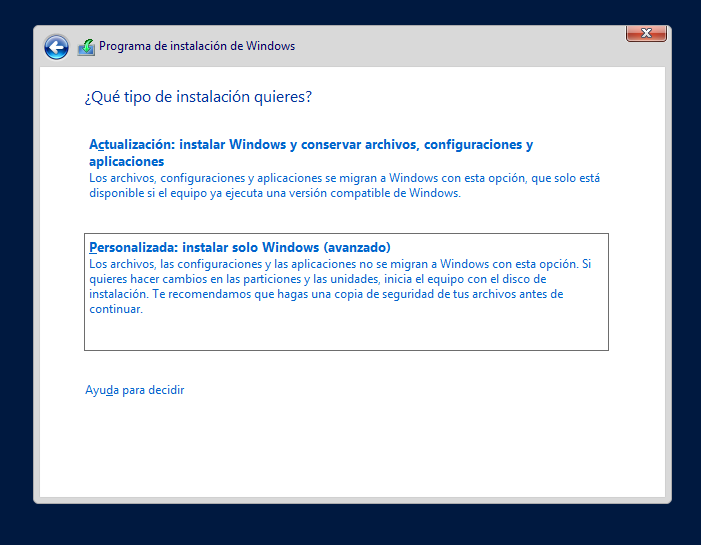 Programa de instalación de Windows
¿Qué tipo de instalación quieres?
Actualización: instalar Windows y conservar archivos, configuraciones y
aplicaciones
Los archivos, configuraciones y aplicaciones se migran a Windows con esta opción, que solo está
disponible si el equipo ya ejecuta una versión compatible de Windows.
Personalizada: instalar solo Windows (avanzado)
Los archivos, las configuraciones y las aplicaciones no se migran a Windows con esta opción. Si
quieres hacer cambios en las particiones y las unidades, inicia el equipo con el disco de
instalación. Te recomendamos que hagas una copia de seguridad de tus archivos antes de
continuar.
Ayuda para decidir